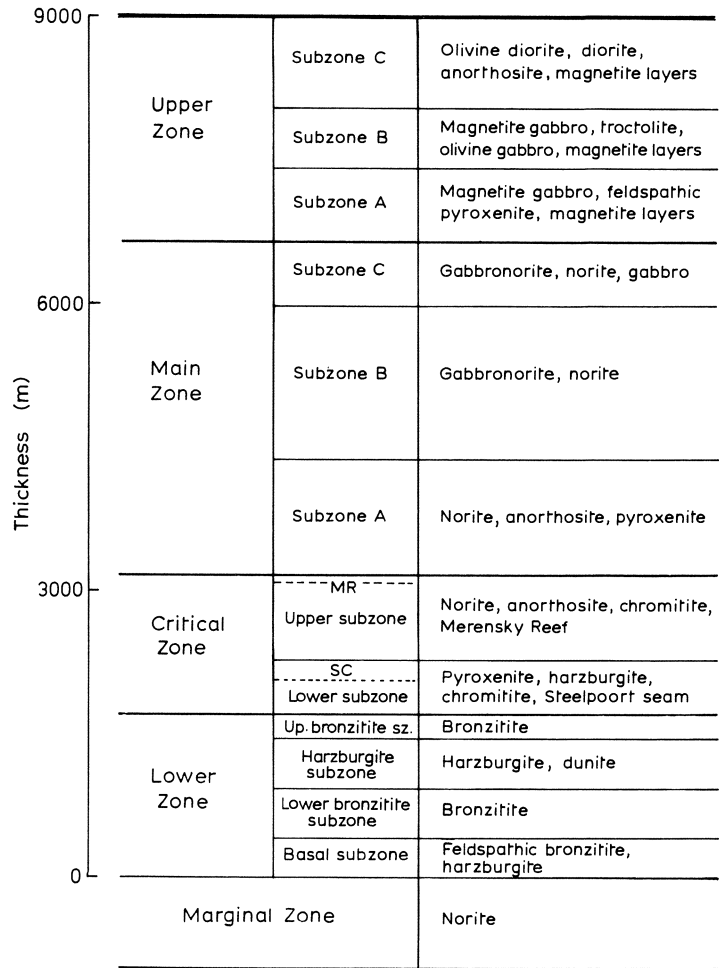 9000
6000
3000
0
Thickness (m)
Upper
Zone
Subzone C
Olivine diorite, diorite,
anorthosite, magnetite layers
Subzone B
Magnetite gabbro, troctolite,
olivine gabbro, magnetite layers
Subzone A
Magnetite gabbro, feldspathic
pyroxenite, magnetite layers
Main
Zone
Subzone C
Gabbronorite, norite, gabbro
Subzone B
Gabbronorite, norite
Subzone A
Norite, anorthosite, pyroxenite
Critical
Zone
MR
Upper subzone
Norite, anorthosite, chromitite,
Merensky Reef
SC
Lower subzone
Pyroxenite, harzburgite,
chromitite, Steelpoort seam
Lower
Zone
Up. bronzitite sz.
Bronzitite
Harzburgite
subzone
Harzburgite, dunite
Lower bronzitite
subzone
Bronzitite
Basal subzone
Feldspathic bronzitite,
harzburgite
Marginal Zone
Norite